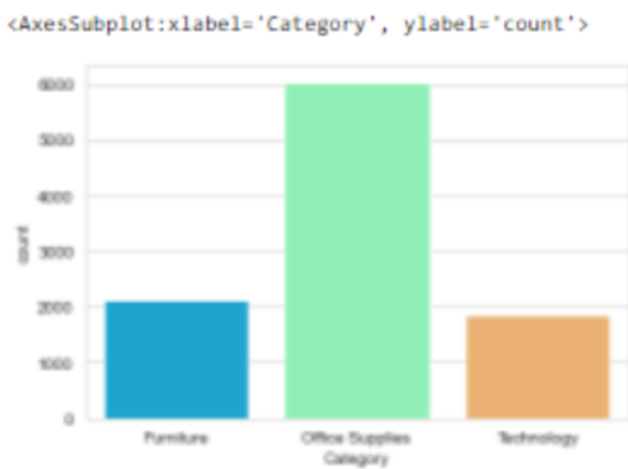 <AxesSubplot:xlabel='Category', ylabel='count'>
6000
5000
4000
3000
2000
1000
0
count
Furniture
Office Supplies
Technology
Category